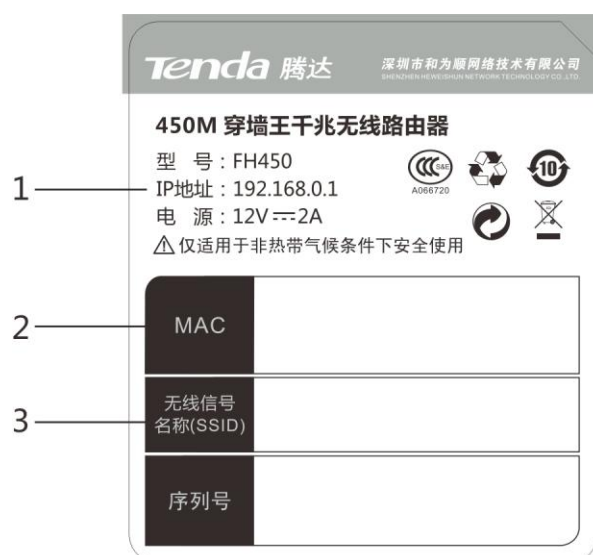 Tenda 腾达
深圳市和为顺网络技术有限公司
SHENZHEN HEWEISHUN NETWORK TECHNOLOGY CO.,LTD.
450M 穿墙王千兆无线路由器
型 号:FH450
1
IP地址:192.168.0.1
电 源:12V⎓2A
仅适用于非热带气候条件下安全使用
CCC S&E
A066720
10
2
MAC
3
无线信号
名称(SSID)
序列号